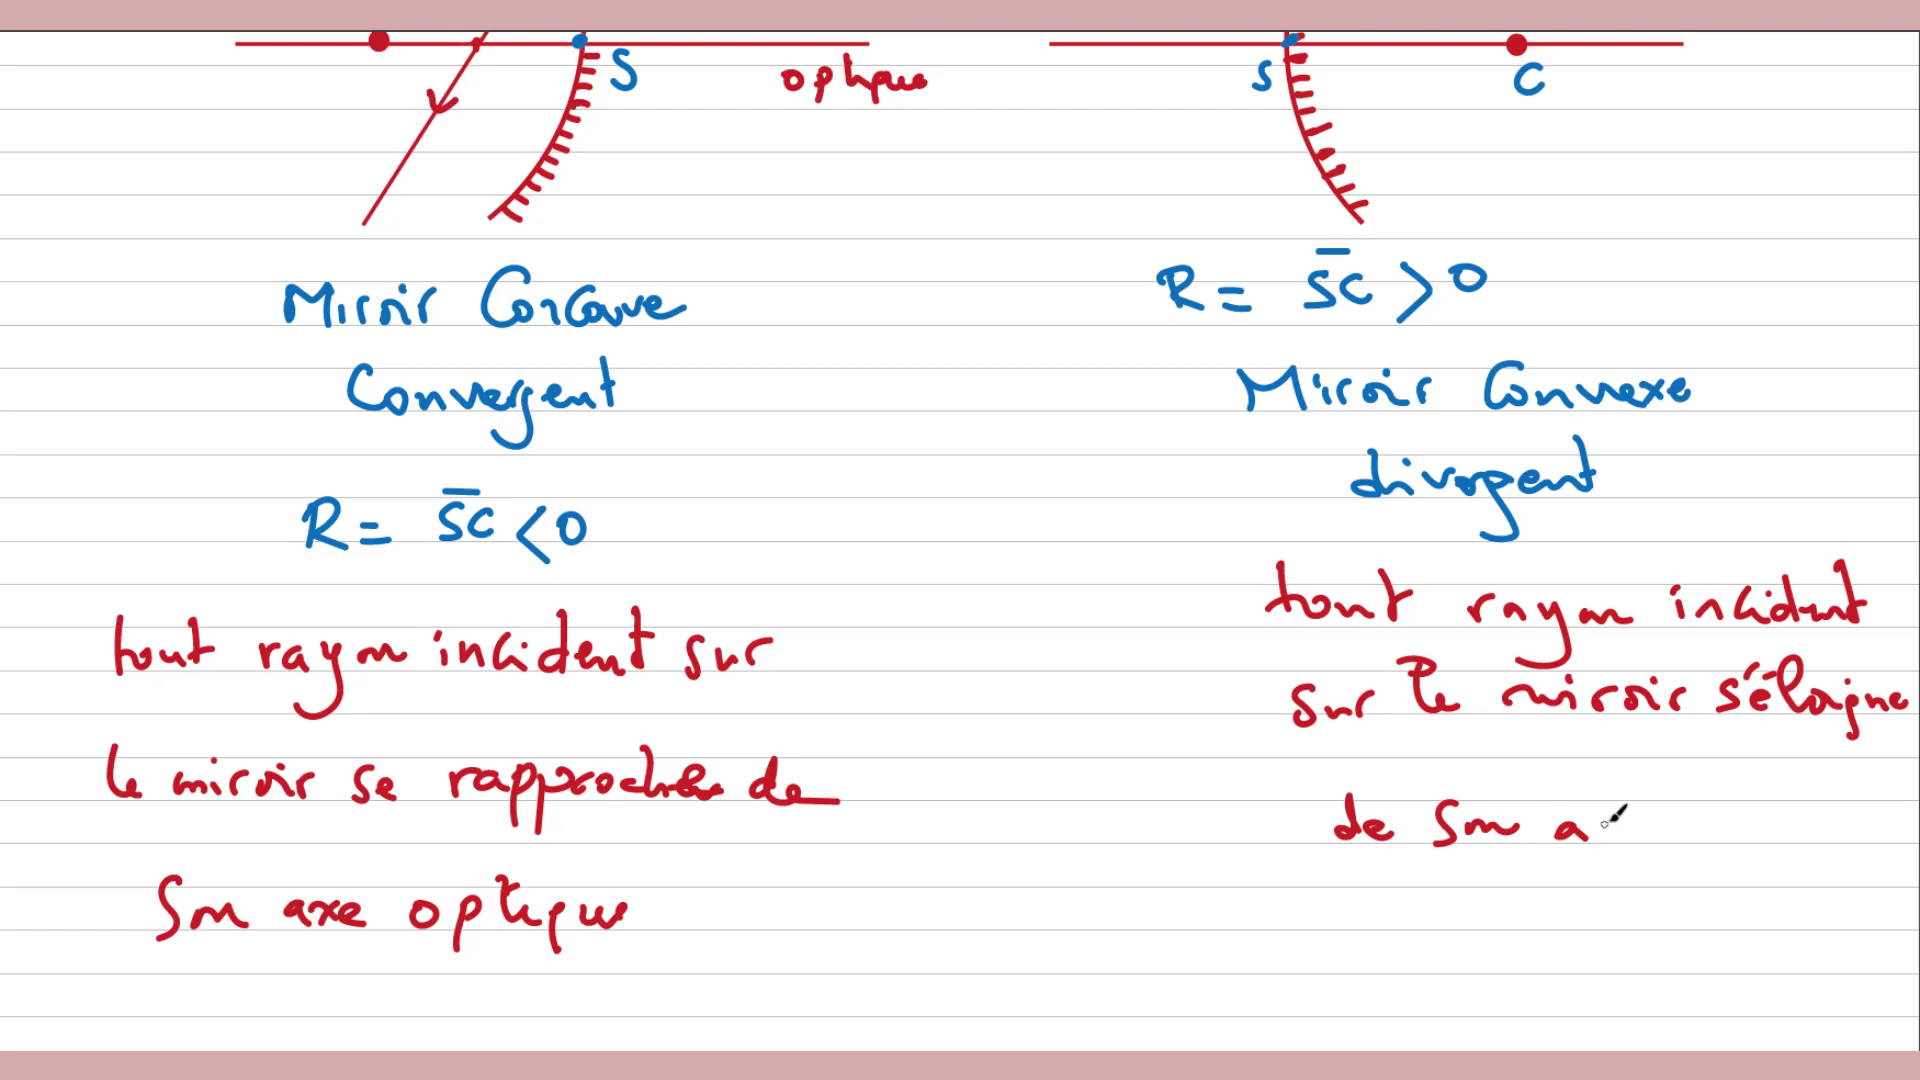 S
optique
Miroir Concave
Convergent
R = S̅C̅ < 0
tout rayon incident sur
le miroir se rapproche de
son axe optique
S
C
R = S̅C̅ > 0
Miroir Convexe
divergent
tout rayon incident
sur le miroir s'éloigne
de son a